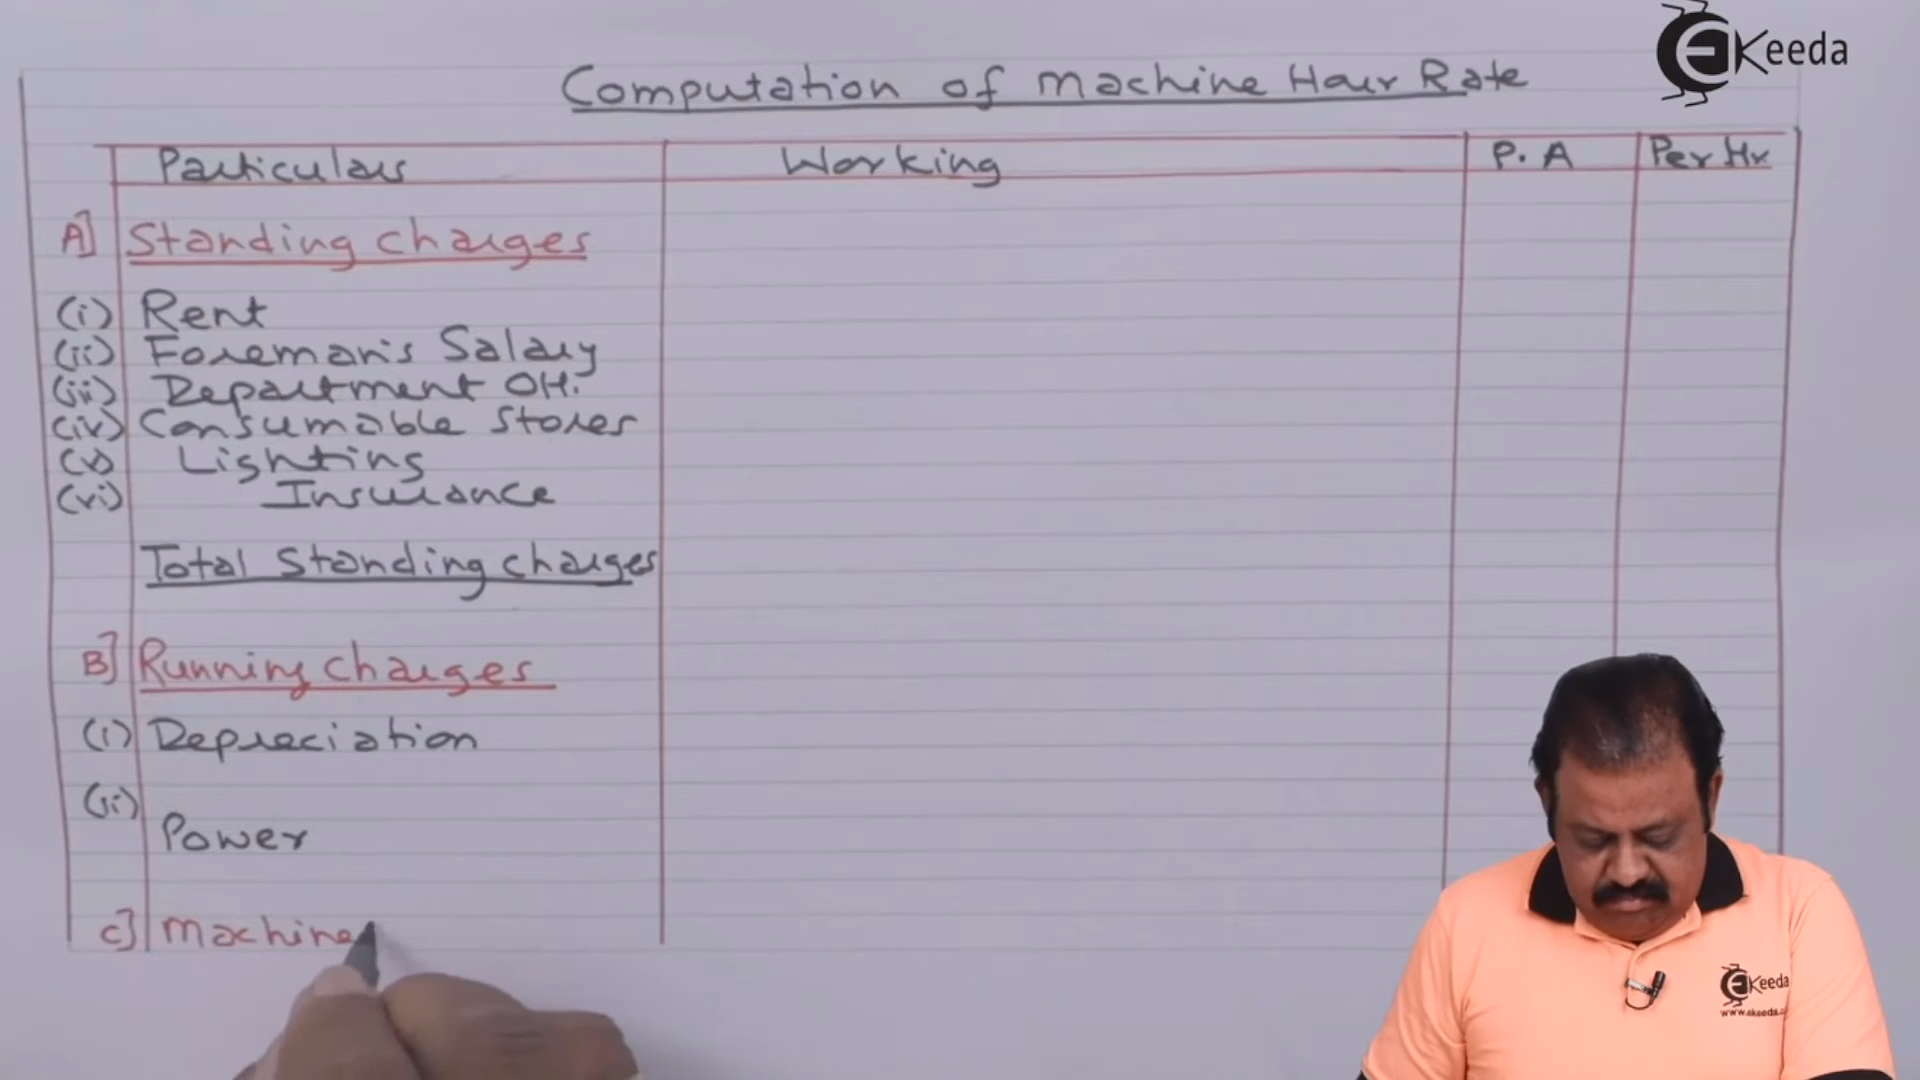 EKeeda
Computation of Machine Hour Rate
Particulars Working P. A Per Hr
A] Standing charges
(i) Rent
(ii) Foreman's Salary
(iii) Department OH.
(iv) Consumable Stores
(v) Lighting
(vi) Insurance
Total Standing charges
B] Running charges
(i) Depreciation
(ii)
Power
C] Machine
EKeeda